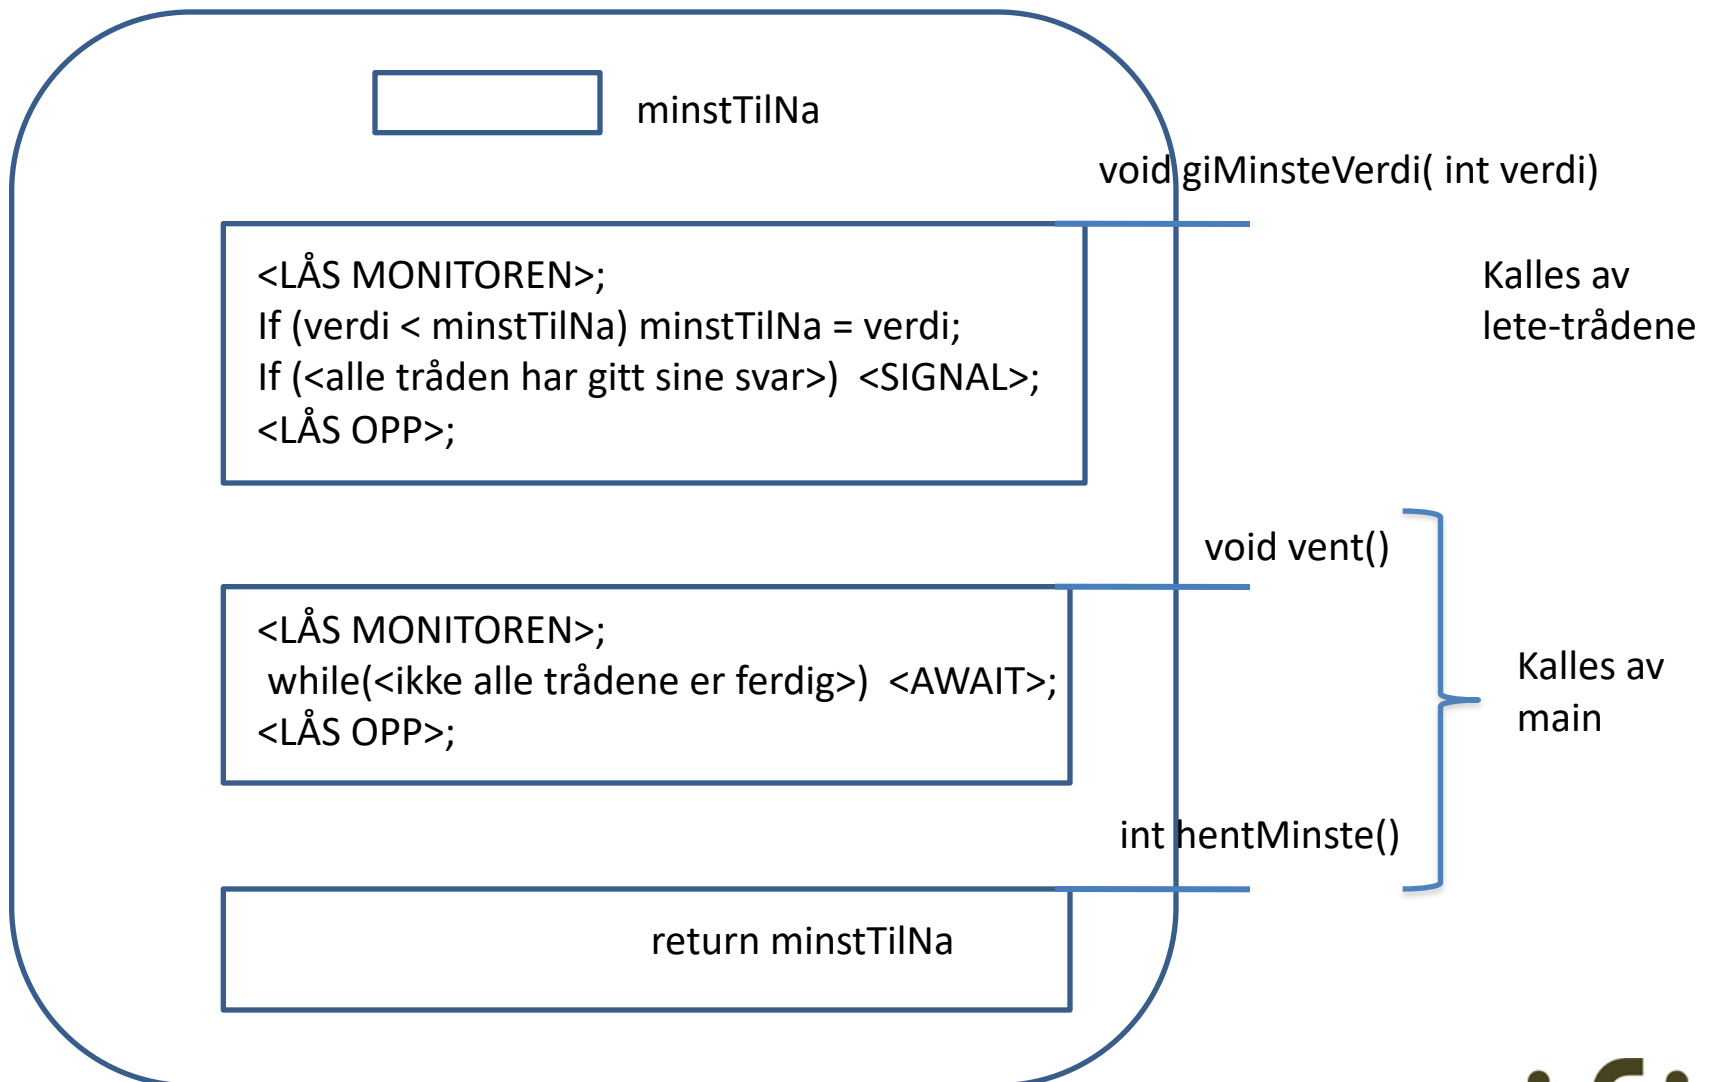 minstTilNa
void giMinsteVerdi( int verdi)
<LÅS MONITOREN>;
If (verdi < minstTilNa) minstTilNa = verdi;
If (<alle tråden har gitt sine svar>)  <SIGNAL>;
<LÅS OPP>;
Kalles av
lete-trådene
void vent()
<LÅS MONITOREN>;
while(<ikke alle trådene er ferdig>)  <AWAIT>;
<LÅS OPP>;
Kalles av
main
int hentMinste()
return minstTilNa